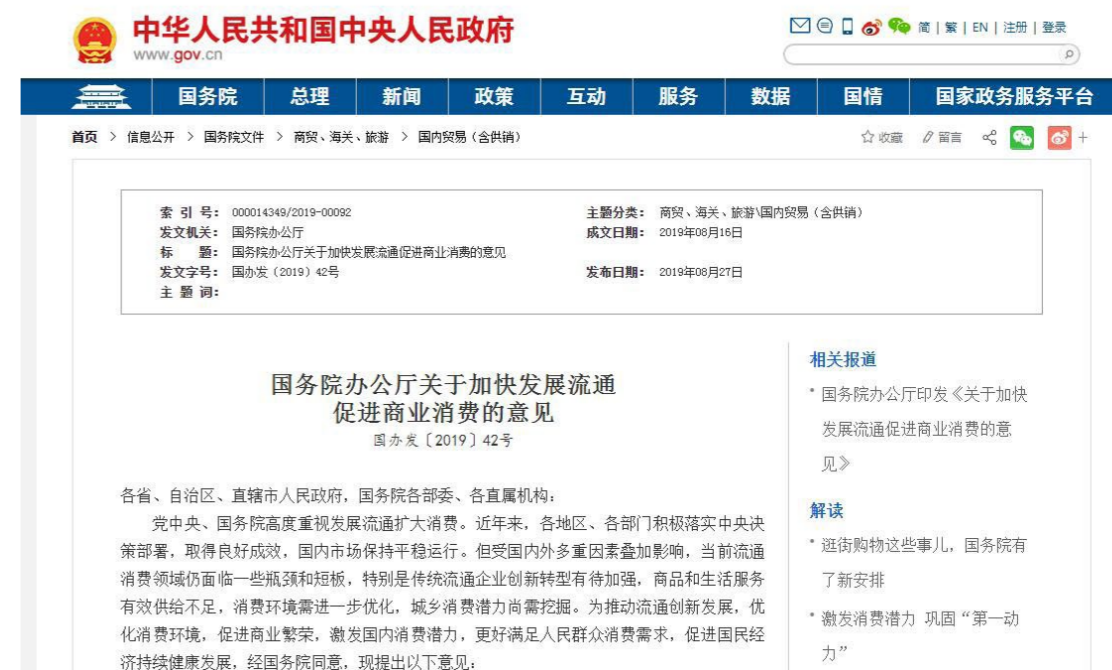 中华人民共和国中央人民政府
www.gov.cn
简 | 繁 | EN | 注册 | 登录
国务院 总理 新闻 政策 互动 服务 数据 国情 国家政务服务平台
首页 > 信息公开 > 国务院文件 > 商贸、海关、旅游 > 国内贸易（含供销）
收藏 留言
索 引 号： 000014349/2019-00092 主题分类： 商贸、海关、旅游\国内贸易（含供销）
发文机关： 国务院办公厅 成文日期： 2019年08月16日
标 题： 国务院办公厅关于加快发展流通促进商业消费的意见
发文字号： 国办发〔2019〕42号 发布日期： 2019年08月27日
主 题 词：
国务院办公厅关于加快发展流通
促进商业消费的意见
国办发〔2019〕42号
各省、自治区、直辖市人民政府，国务院各部委、各直属机构：
党中央、国务院高度重视发展流通扩大消费。近年来，各地区、各部门积极落实中央决
策部署，取得良好成效，国内市场保持平稳运行。但受国内外多重因素叠加影响，当前流通
消费领域仍面临一些瓶颈和短板，特别是传统流通企业创新转型有待加强，商品和生活服务
有效供给不足，消费环境需进一步优化，城乡消费潜力尚需挖掘。为推动流通创新发展，优
化消费环境，促进商业繁荣，激发国内消费潜力，更好满足人民群众消费需求，促进国民经
济持续健康发展，经国务院同意，现提出以下意见：
相关报道
国务院办公厅印发《关于加快
发展流通促进商业消费的意
见》
解读
逛街购物这些事儿，国务院有
了新安排
激发消费潜力 巩固“第一动
力”